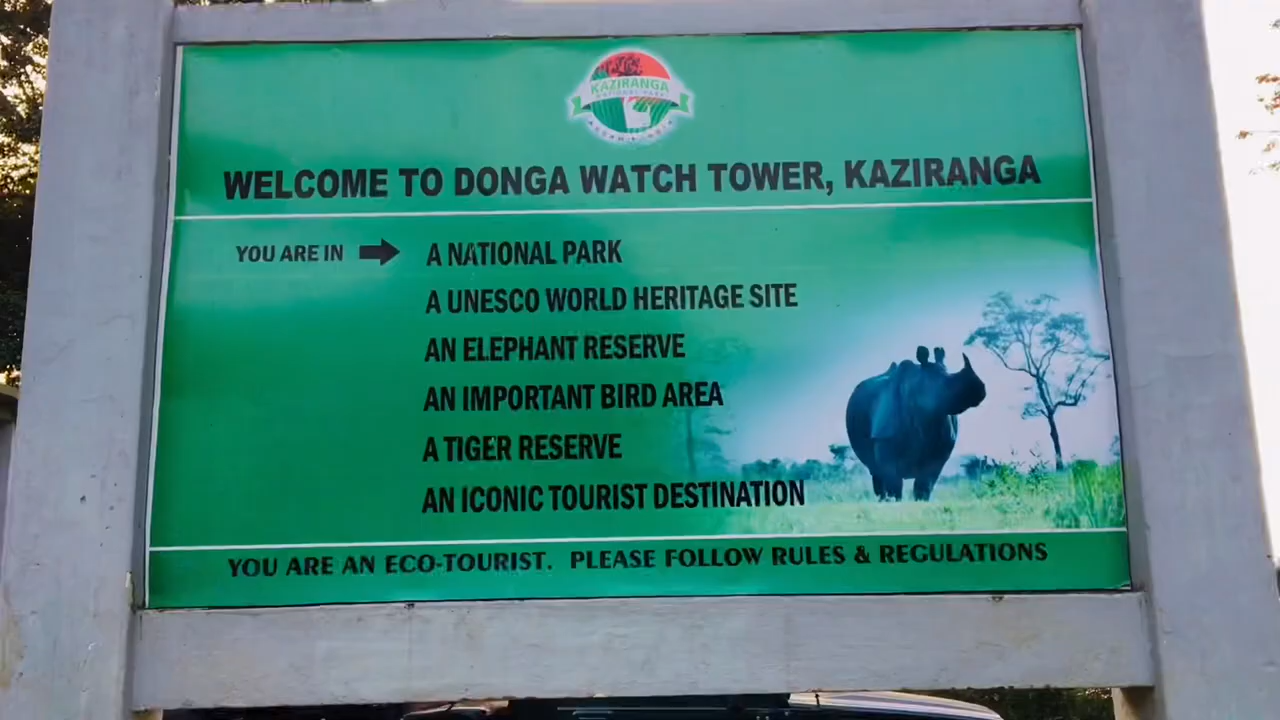 KAZIRANGA
NATIONAL PARK
WELCOME TO DONGA WATCH TOWER, KAZIRANGA
YOU ARE IN A NATIONAL PARK
A UNESCO WORLD HERITAGE SITE
AN ELEPHANT RESERVE
AN IMPORTANT BIRD AREA
A TIGER RESERVE
AN ICONIC TOURIST DESTINATION
YOU ARE AN ECO-TOURIST. PLEASE FOLLOW RULES & REGULATIONS